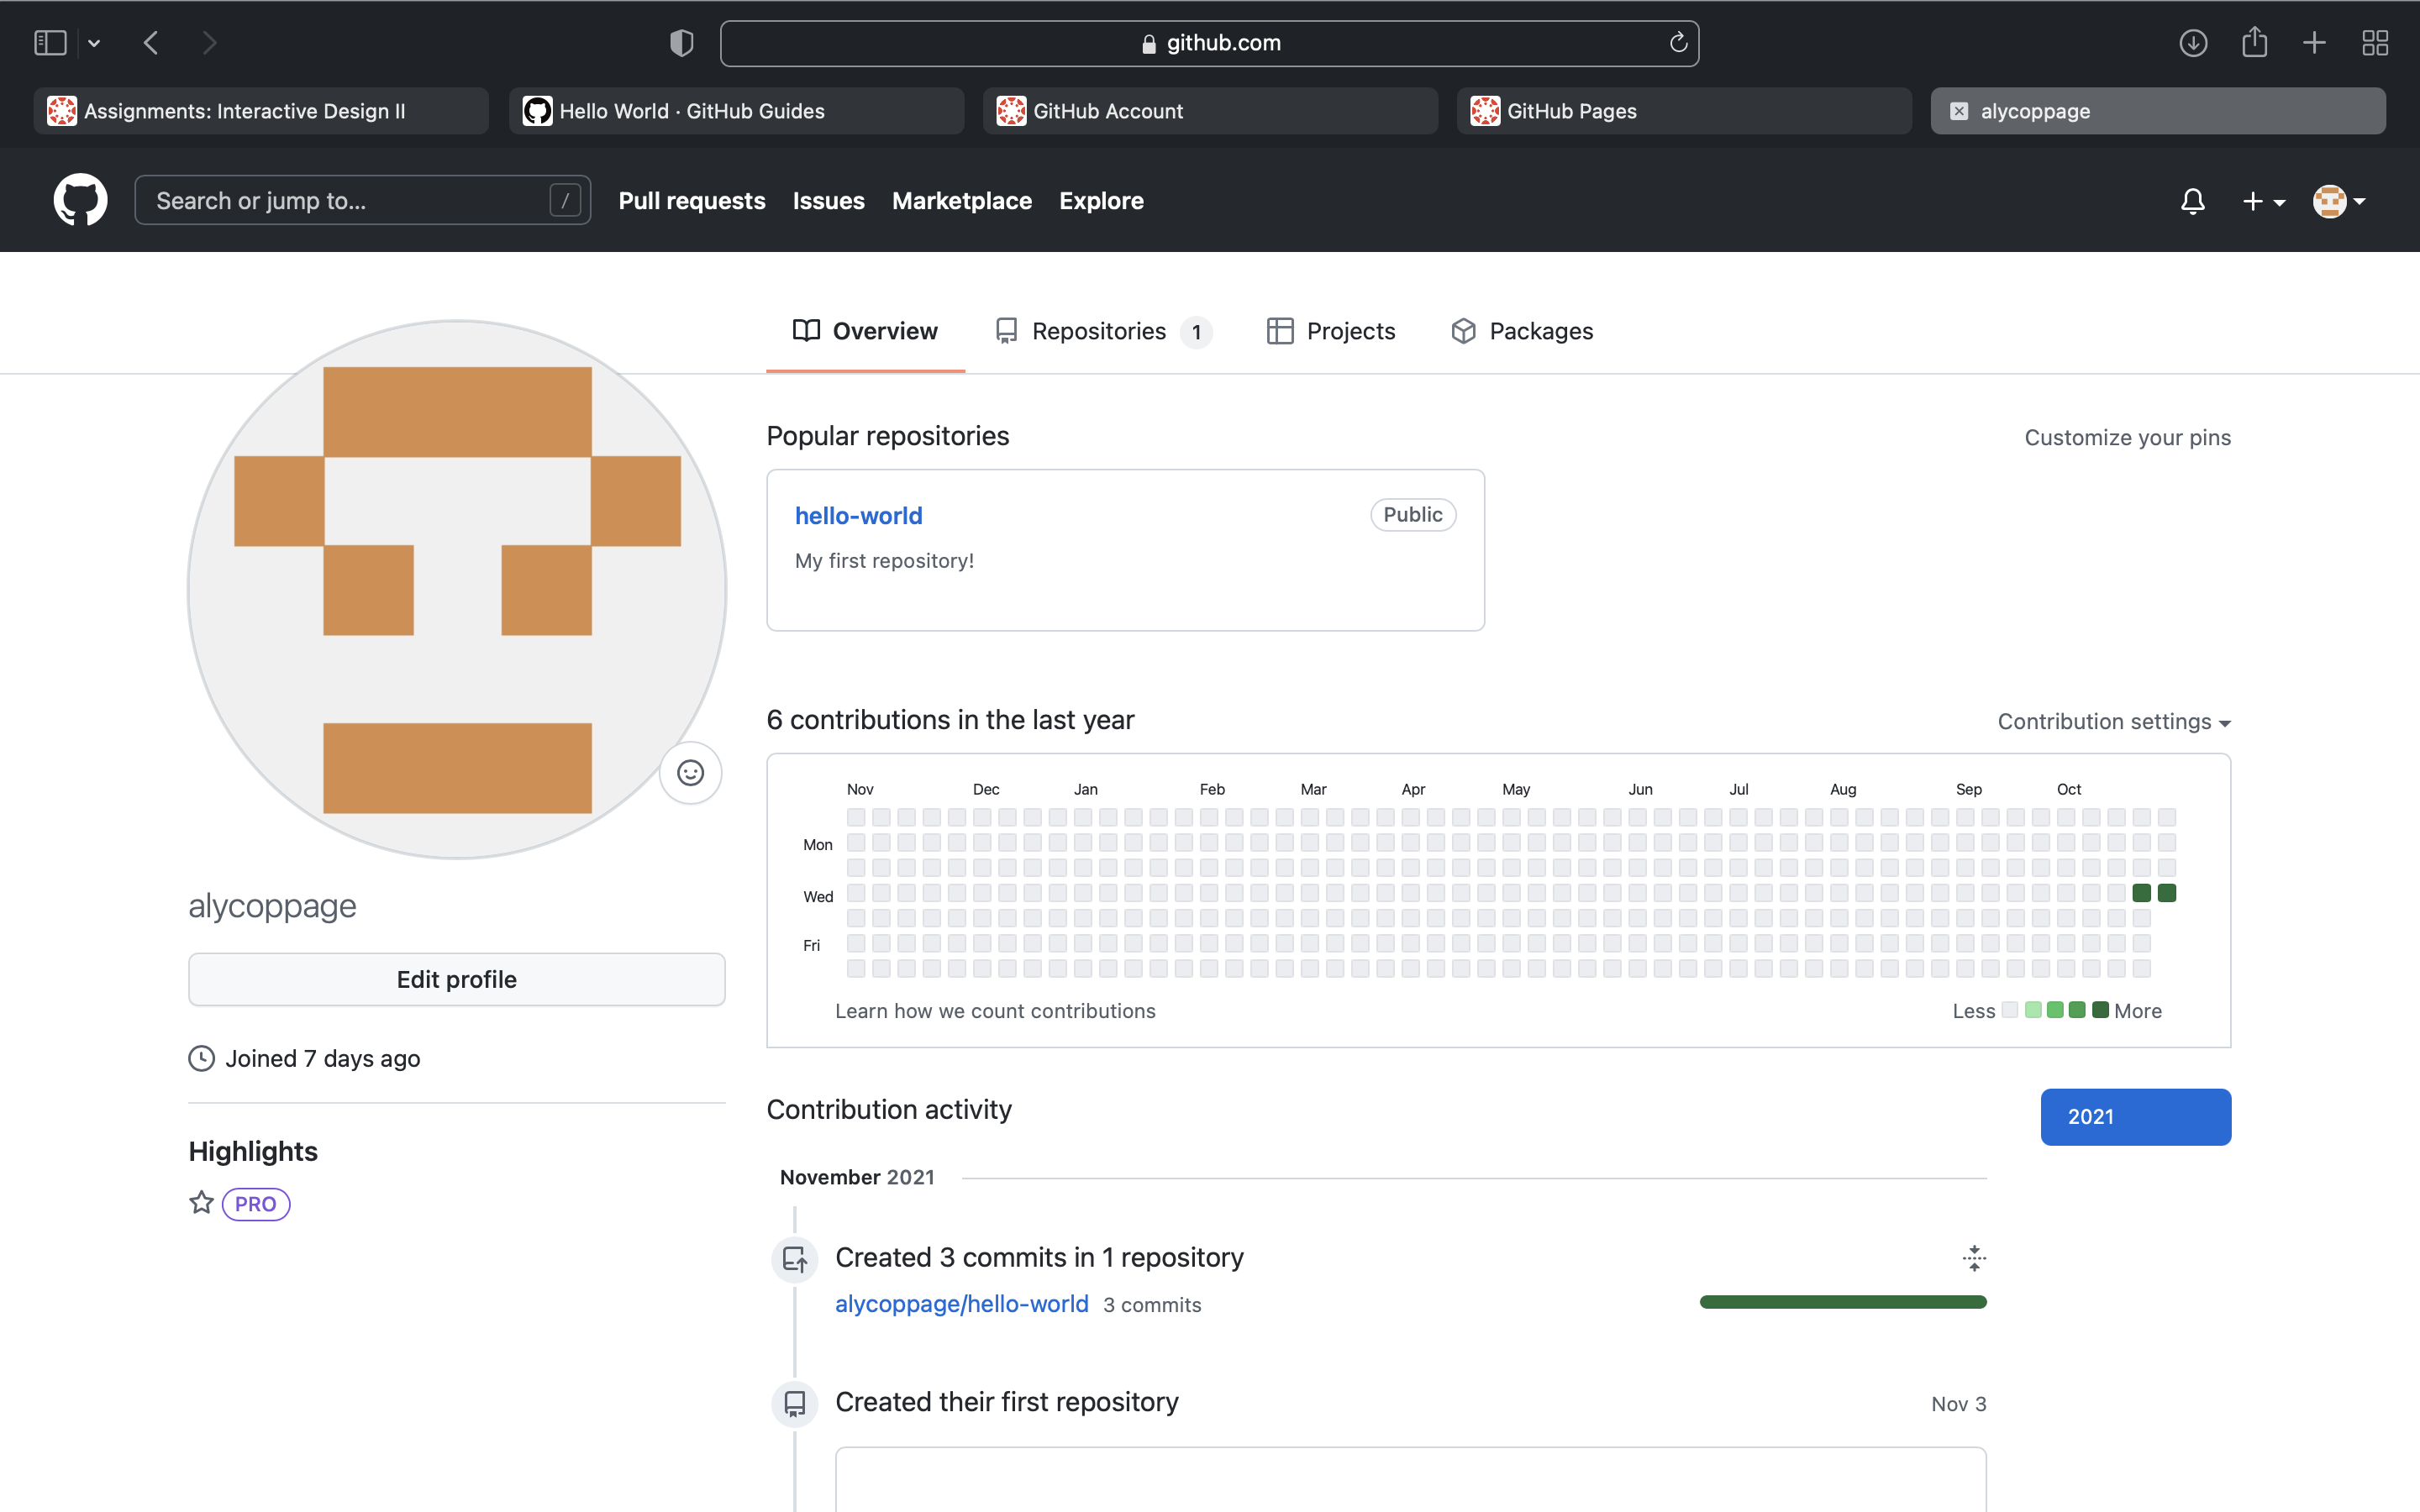 github.com
Assignments: Interactive Design II
Hello World · GitHub Guides
GitHub Account
GitHub Pages
alycoppage
Search or jump to... /
Pull requests
Issues
Marketplace
Explore
Overview
Repositories 1
Projects
Packages
Popular repositories
Customize your pins
hello-world
Public
My first repository!
6 contributions in the last year
Contribution settings
Nov Dec Jan Feb Mar Apr May Jun Jul Aug Sep Oct
Mon
Wed
Fri
Learn how we count contributions
Less More
alycoppage
Edit profile
Joined 7 days ago
Highlights
PRO
Contribution activity
2021
November 2021
Created 3 commits in 1 repository
alycoppage/hello-world 3 commits
Created their first repository
Nov 3